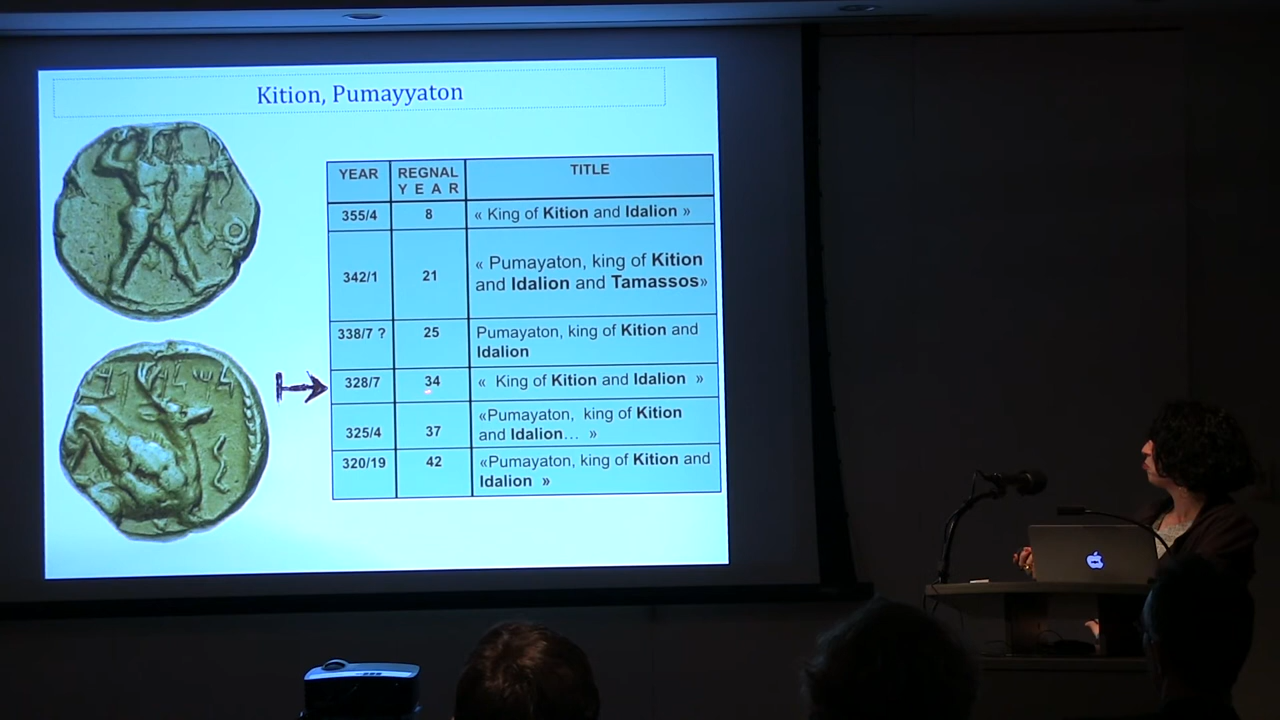 Kition, Pumayyaton
YEAR
REGNAL
YEAR
TITLE
355/4
8
« King of Kition and Idalion »
342/1
21
« Pumayaton, king of Kition
and Idalion and Tamassos»
338/7 ?
25
Pumayaton, king of Kition and
Idalion
328/7
34
« King of Kition and Idalion »
325/4
37
«Pumayaton, king of Kition
and Idalion… »
320/19
42
«Pumayaton, king of Kition and
Idalion »